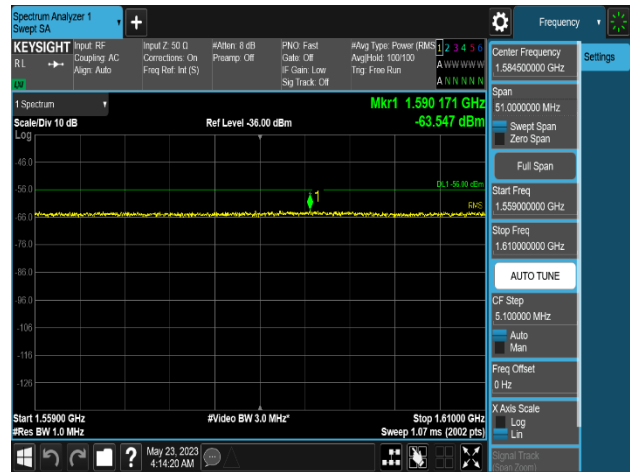 Spectrum Analyzer 1
Swept SA
Frequency
KEYSIGHT
RL
Input: RF
Coupling: AC
Align: Auto
Input Z: 50 Ω
Corrections: On
Freq Ref: Int (S)
#Atten: 8 dB
Preamp: Off
PNO: Fast
Gate: Off
IF Gain: Low
Sig Track: Off
#Avg Type: Power (RMS
Avg|Hold: 100/100
Trig: Free Run
1 2 3 4 5 6
A W W W W W
A N N N N N
1 Spectrum
Mkr1 1.590 171 GHz
-63.547 dBm
Scale/Div 10 dB
Ref Level -36.00 dBm
Log
-46.0
-56.0
-66.0
-76.0
-86.0
-96.0
-106
-116
-126
DL1 -56.00 dBm
1
RMS
Start 1.55900 GHz
#Video BW 3.0 MHz*
Stop 1.61000 GHz
#Res BW 1.0 MHz
Sweep 1.07 ms (2002 pts)
May 23, 2023
4:14:20 AM
Center Frequency
1.584500000 GHz
Settings
Span
51.0000000 MHz
Swept Span
Zero Span
Full Span
Start Freq
1.559000000 GHz
Stop Freq
1.610000000 GHz
AUTO TUNE
CF Step
5.100000 MHz
Auto
Man
Freq Offset
0 Hz
X Axis Scale
Log
Lin
Signal Track
(Span Zoom)